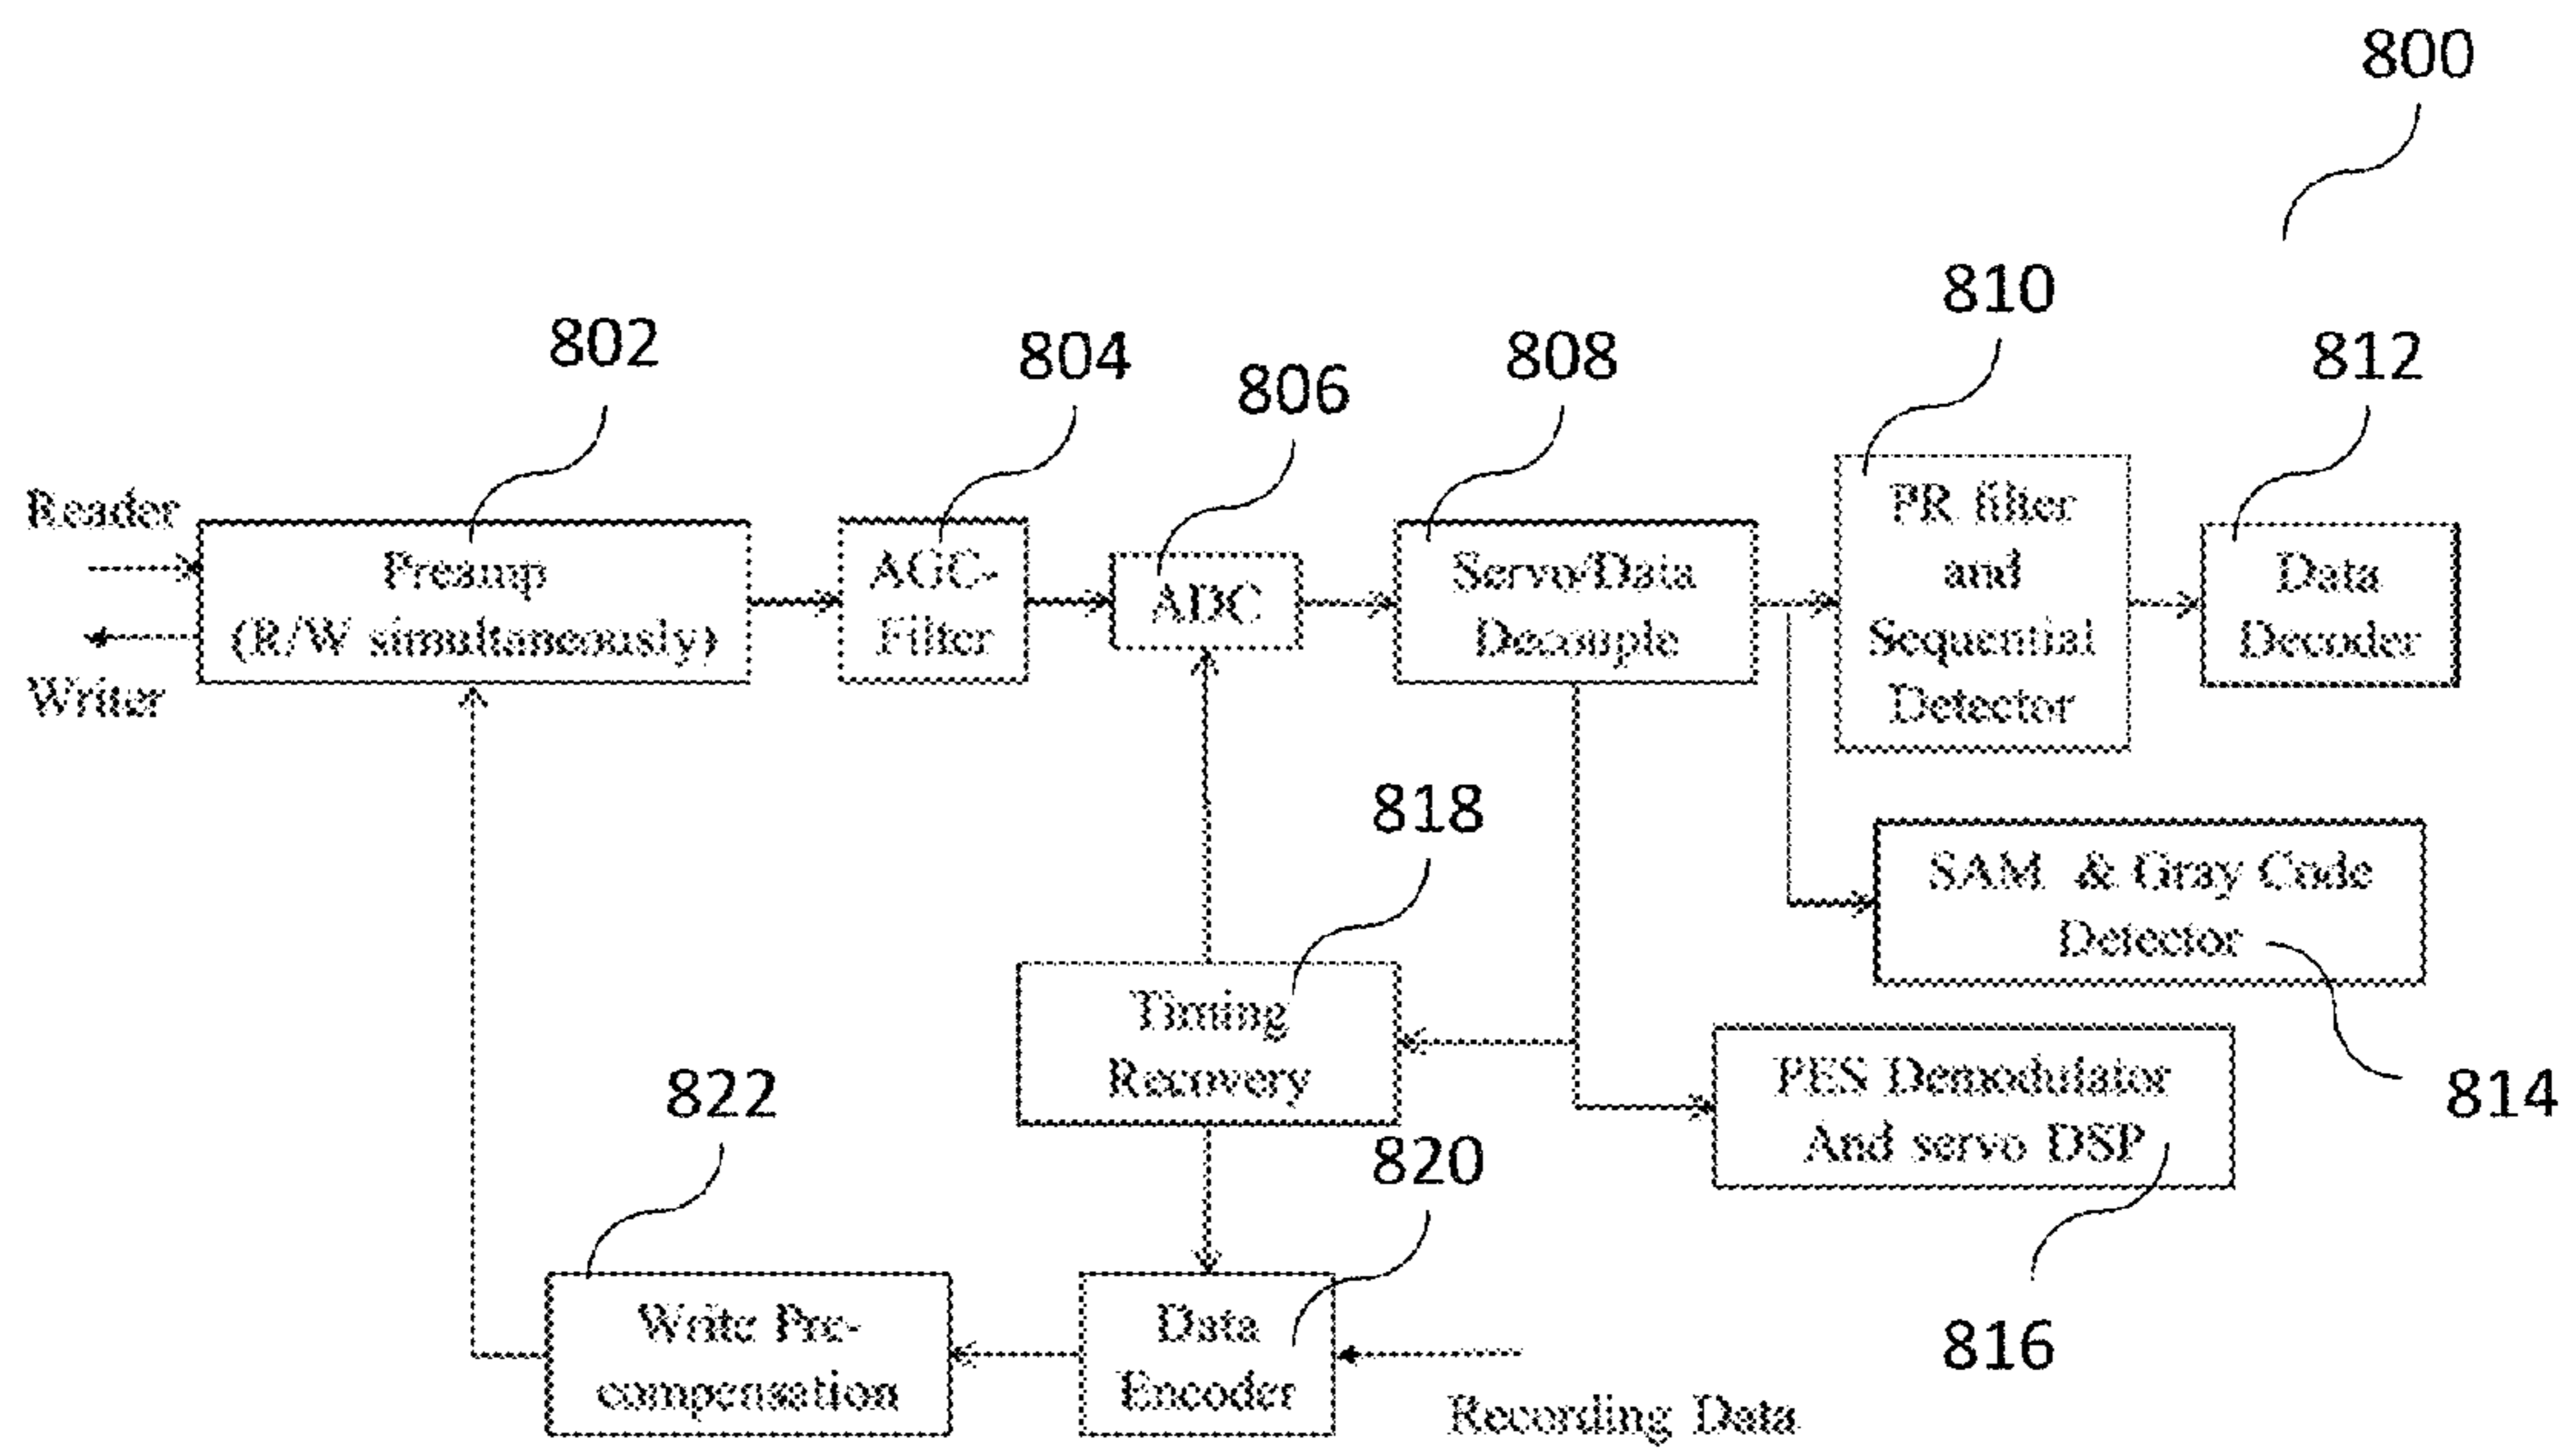 800
810
802
804
808
812
806
Reader
Writer
Preamp
(R/W simultaneously)
AGC-
Filter
ADC
Servo/Data
Decouple
PR filter
and
Sequential
Detector
Data
Decoder
818
SAM & Gray Code
Detector
814
Timing
Recovery
PES Demodulator
And servo DSP
816
822
820
Write Pre-
compensation
Data
Encoder
Recording Data